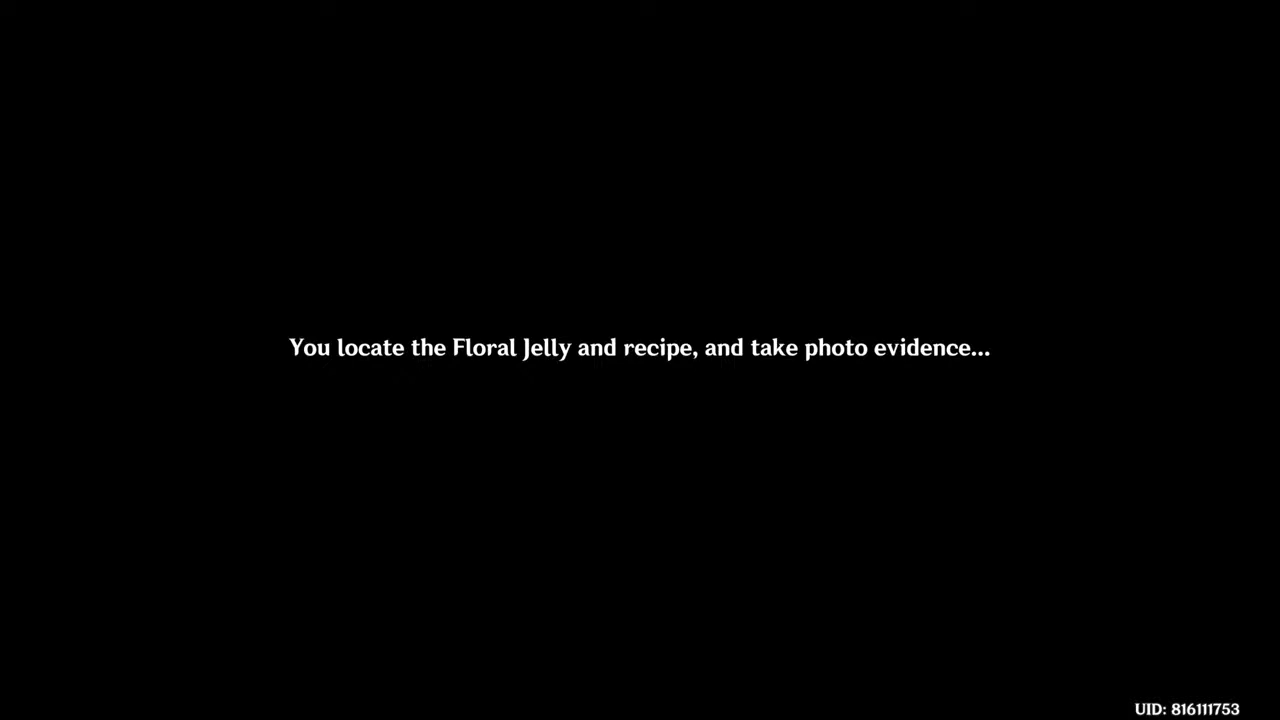 You locate the Floral Jelly and recipe, and take photo evidence...
UID: 816111753